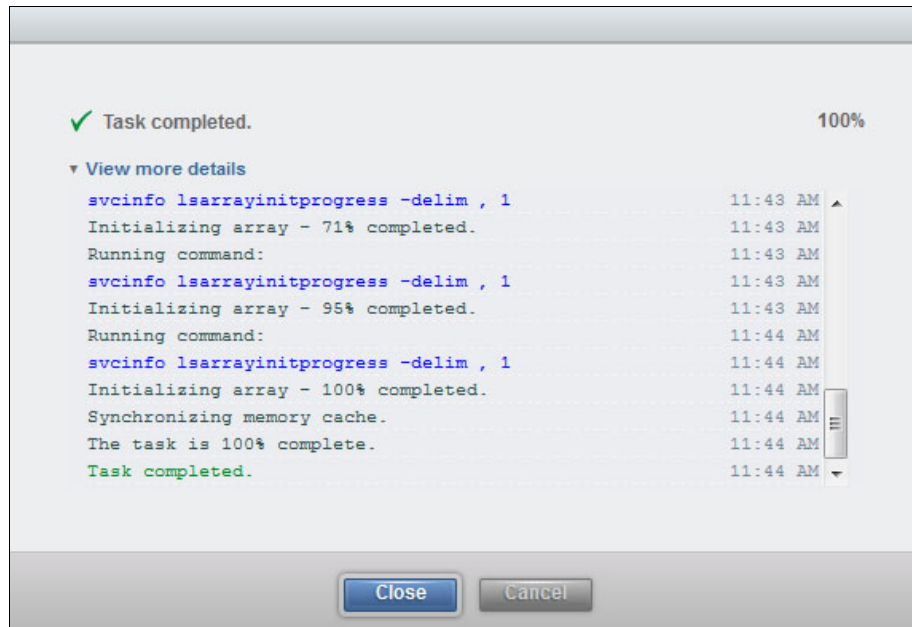 Task completed. 100%
View more details
svcinfo lsarrayinitprogress -delim , 1 11:43 AM
Initializing array - 71% completed. 11:43 AM
Running command: 11:43 AM
svcinfo lsarrayinitprogress -delim , 1 11:43 AM
Initializing array - 95% completed. 11:43 AM
Running command: 11:44 AM
svcinfo lsarrayinitprogress -delim , 1 11:44 AM
Initializing array - 100% completed. 11:44 AM
Synchronizing memory cache. 11:44 AM
The task is 100% complete. 11:44 AM
Task completed. 11:44 AM
Close Cancel